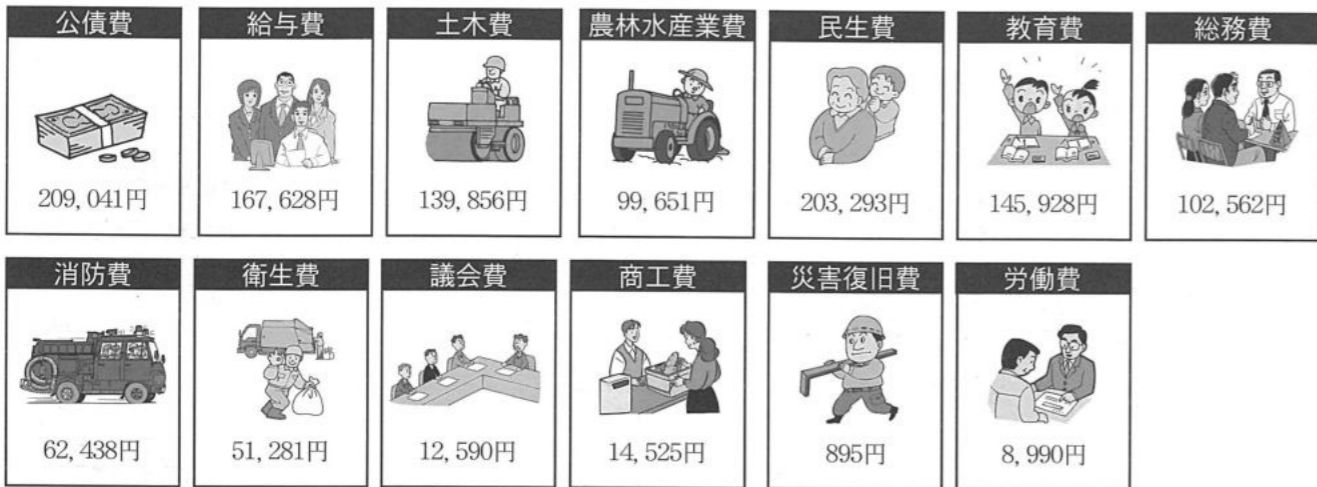 公債費
給与費
土木費
農林水産業費
民生費
教育費
総務費
209,041円
167,628円
139,856円
99,651円
203,293円
145,928円
102,562円
消防費
衛生費
議会費
商工費
災害復旧費
労働費
62,438円
51,281円
12,590円
14,525円
895円
8,990円